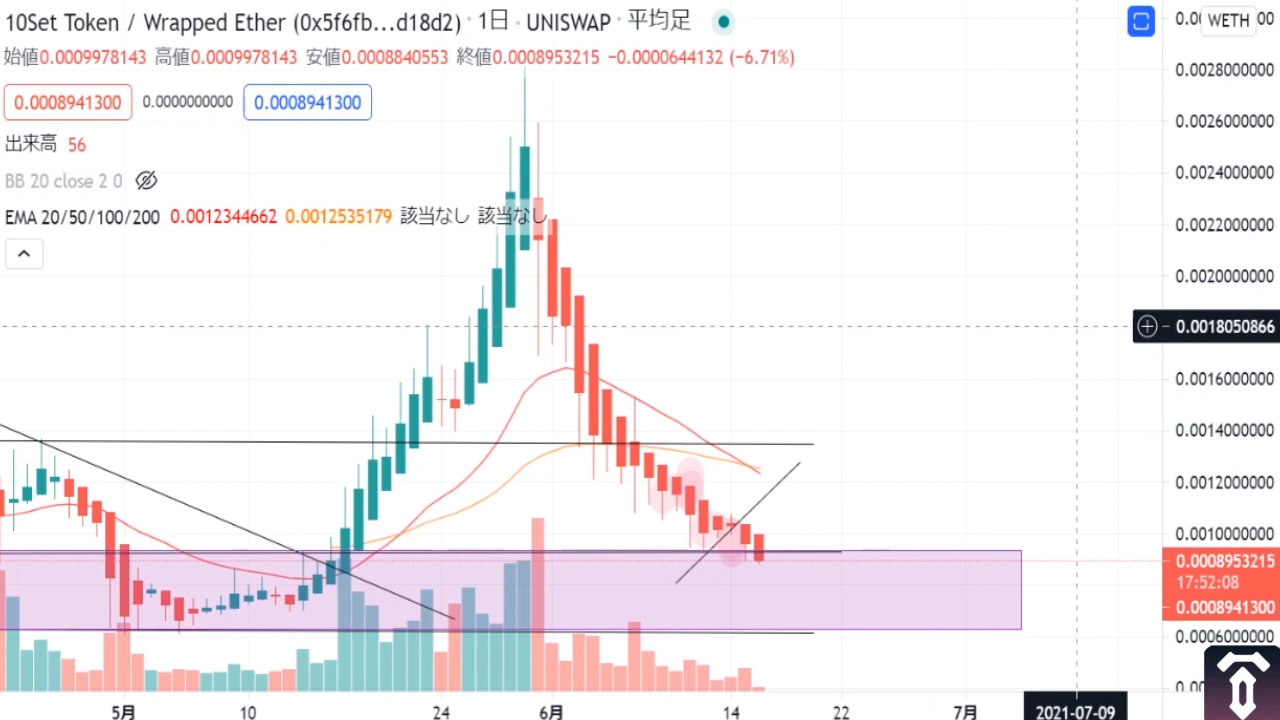 10Set Token / Wrapped Ether (0x5f6fb...d18d2) · 1日 · UNISWAP · 平均足
始値0.0009978143 高値0.0009978143 安値0.0008840553 終値0.0008953215 −0.0000644132 (−6.71%)
0.0008941300 0.0000000000 0.0008941300
出来高 56
BB 20 close 2 0
EMA 20/50/100/200 0.0012344662 0.0012535179 該当なし 該当なし
WETH
0.0028000000
0.0026000000
0.0024000000
0.0022000000
0.0020000000
0.0018050866
0.0016000000
0.0014000000
0.0012000000
0.0010000000
0.0008953215
17:52:08
0.0008941300
0.0006000000
5月 10 24 6月 14 22 7月 2021-07-09